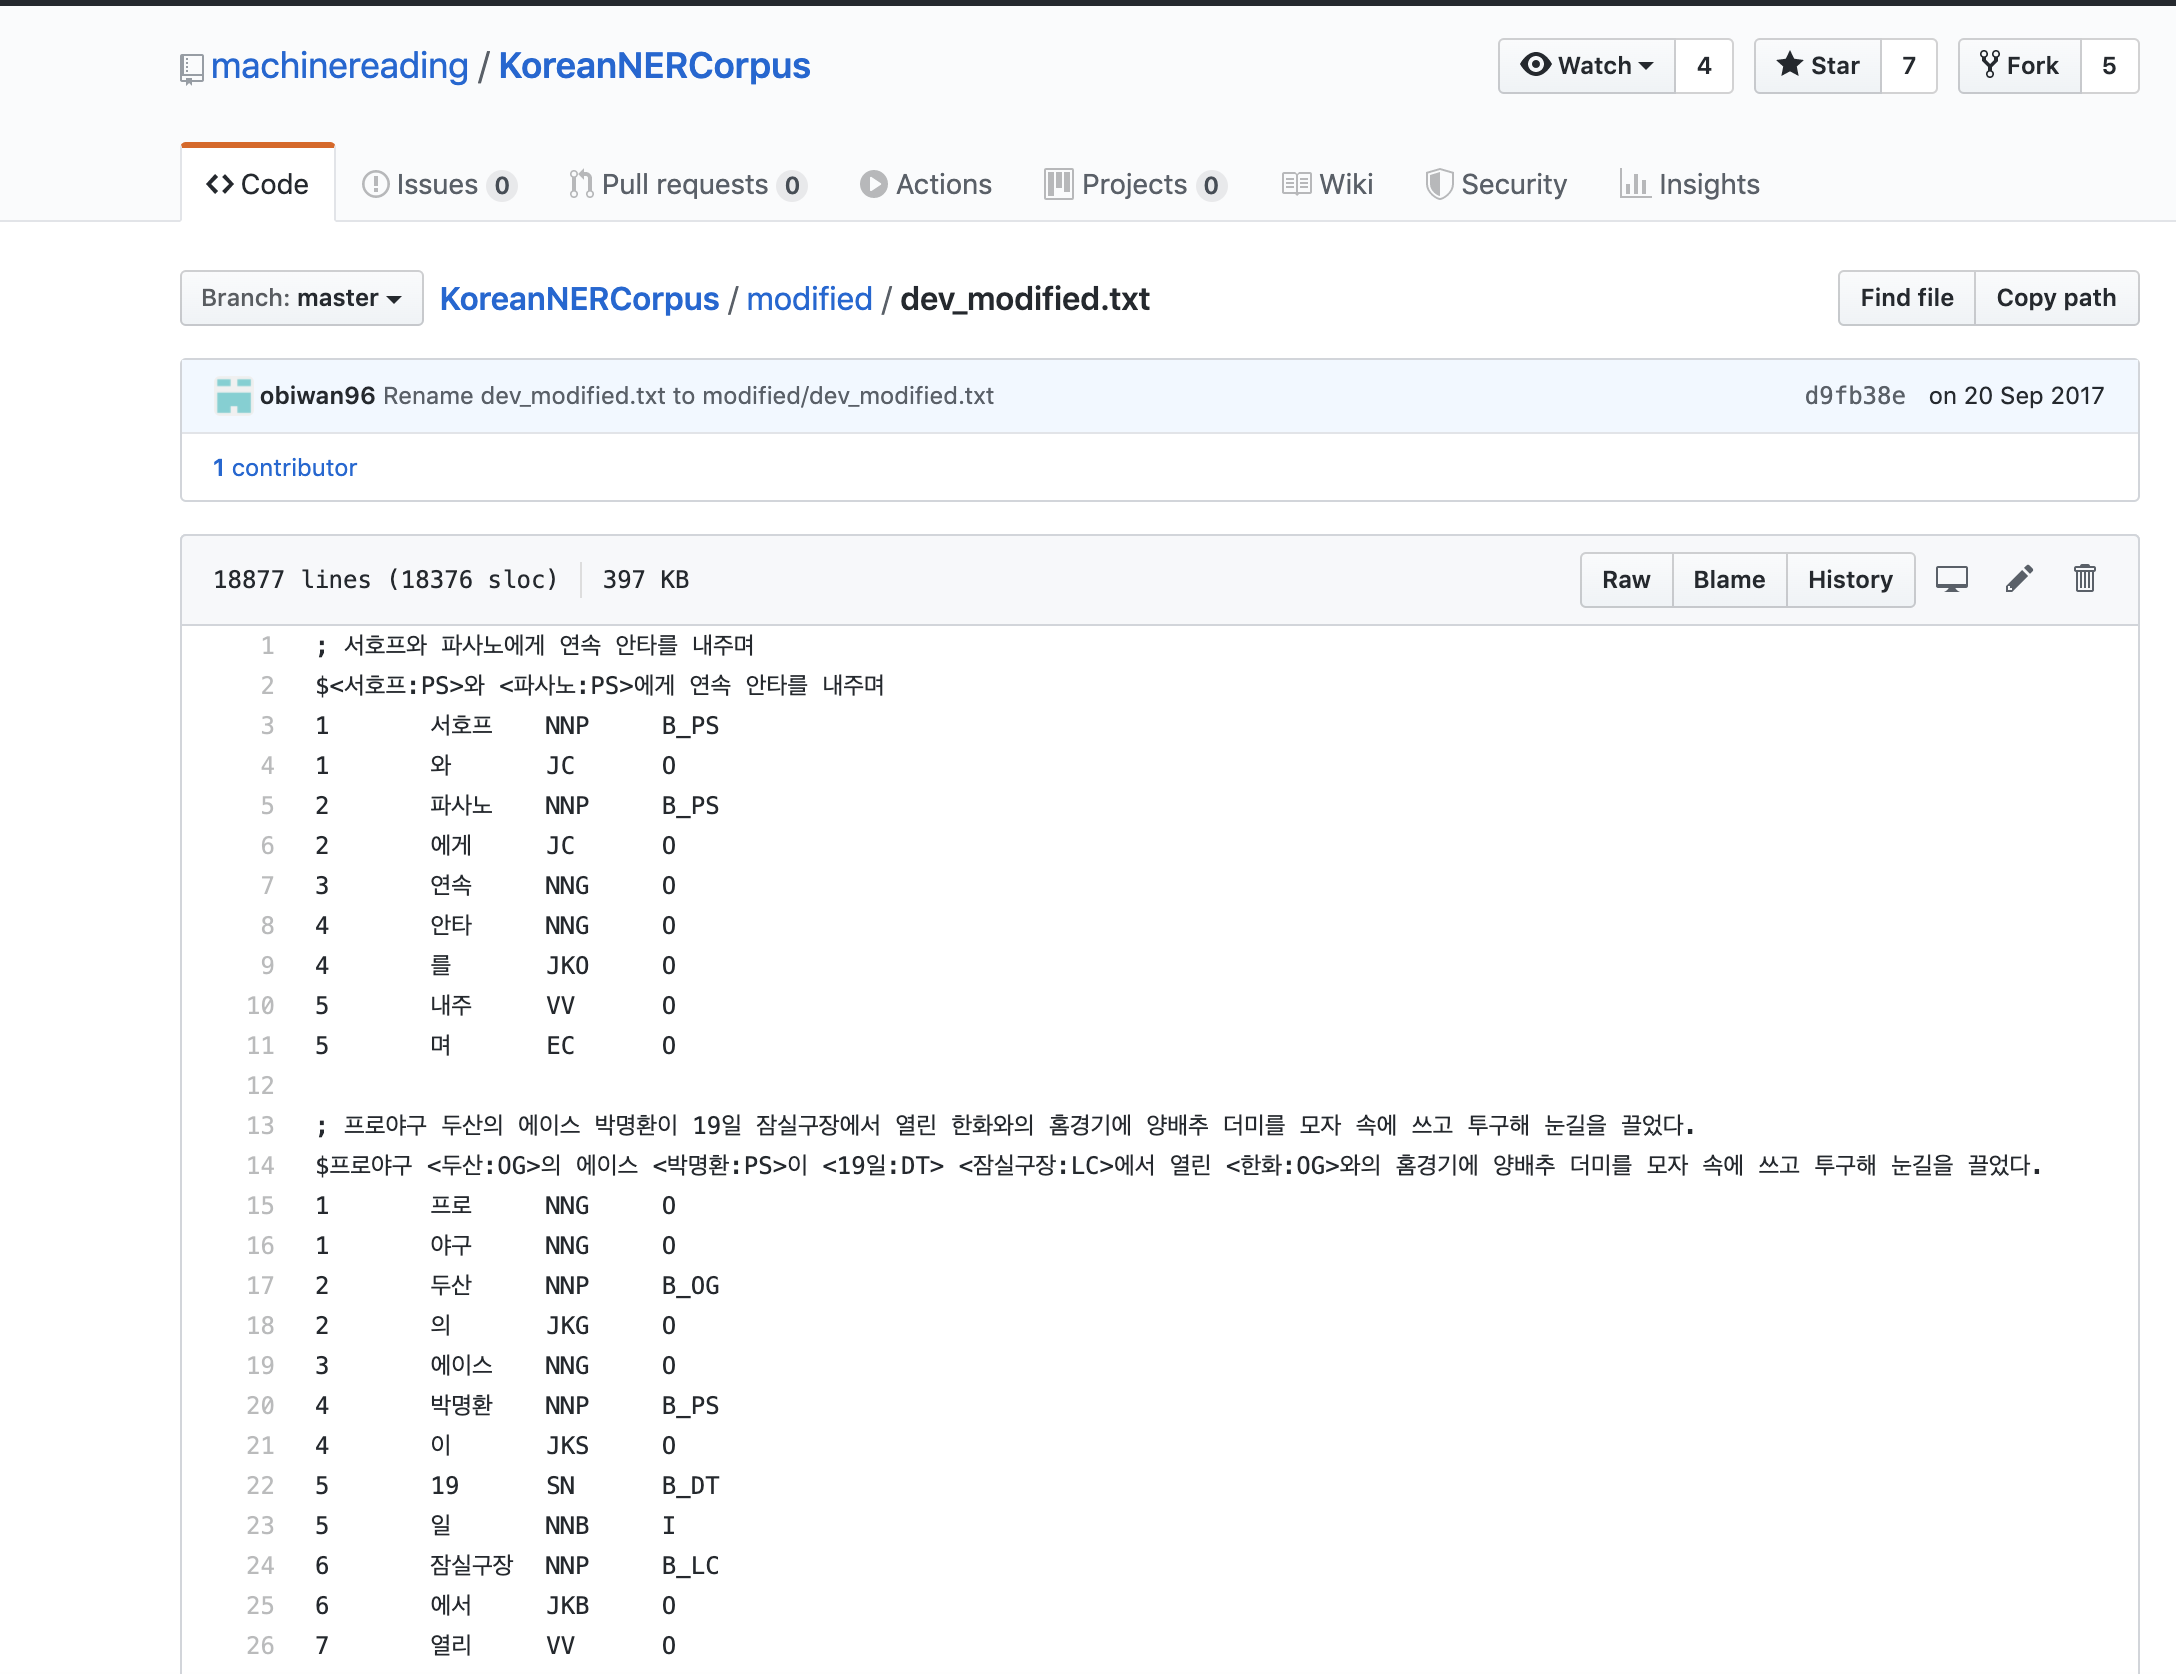 machinereading / KoreanNERCorpus
Watch 4 Star 7 Fork 5
Code Issues 0 Pull requests 0 Actions Projects 0 Wiki Security Insights
Branch: master KoreanNERCorpus / modified / dev_modified.txt Find file Copy path
obiwan96 Rename dev_modified.txt to modified/dev_modified.txt d9fb38e on 20 Sep 2017
1 contributor
18877 lines (18376 sloc) 397 KB Raw Blame History
1 ; 서호프와 파사노에게 연속 안타를 내주며
2 $<서호프:PS>와 <파사노:PS>에게 연속 안타를 내주며
3 1 서호프 NNP B_PS
4 1 와 JC O
5 2 파사노 NNP B_PS
6 2 에게 JC O
7 3 연속 NNG O
8 4 안타 NNG O
9 4 를 JKO O
10 5 내주 VV O
11 5 며 EC O
12
13 ; 프로야구 두산의 에이스 박명환이 19일 잠실구장에서 열린 한화와의 홈경기에 양배추 더미를 모자 속에 쓰고 투구해 눈길을 끌었다.
14 $프로야구 <두산:OG>의 에이스 <박명환:PS>이 <19일:DT> <잠실구장:LC>에서 열린 <한화:OG>와의 홈경기에 양배추 더미를 모자 속에 쓰고 투구해 눈길을 끌었다.
15 1 프로 NNG O
16 1 야구 NNG O
17 2 두산 NNP B_OG
18 2 의 JKG O
19 3 에이스 NNG O
20 4 박명환 NNP B_PS
21 4 이 JKS O
22 5 19 SN B_DT
23 5 일 NNB I
24 6 잠실구장 NNP B_LC
25 6 에서 JKB O
26 7 열리 VV O